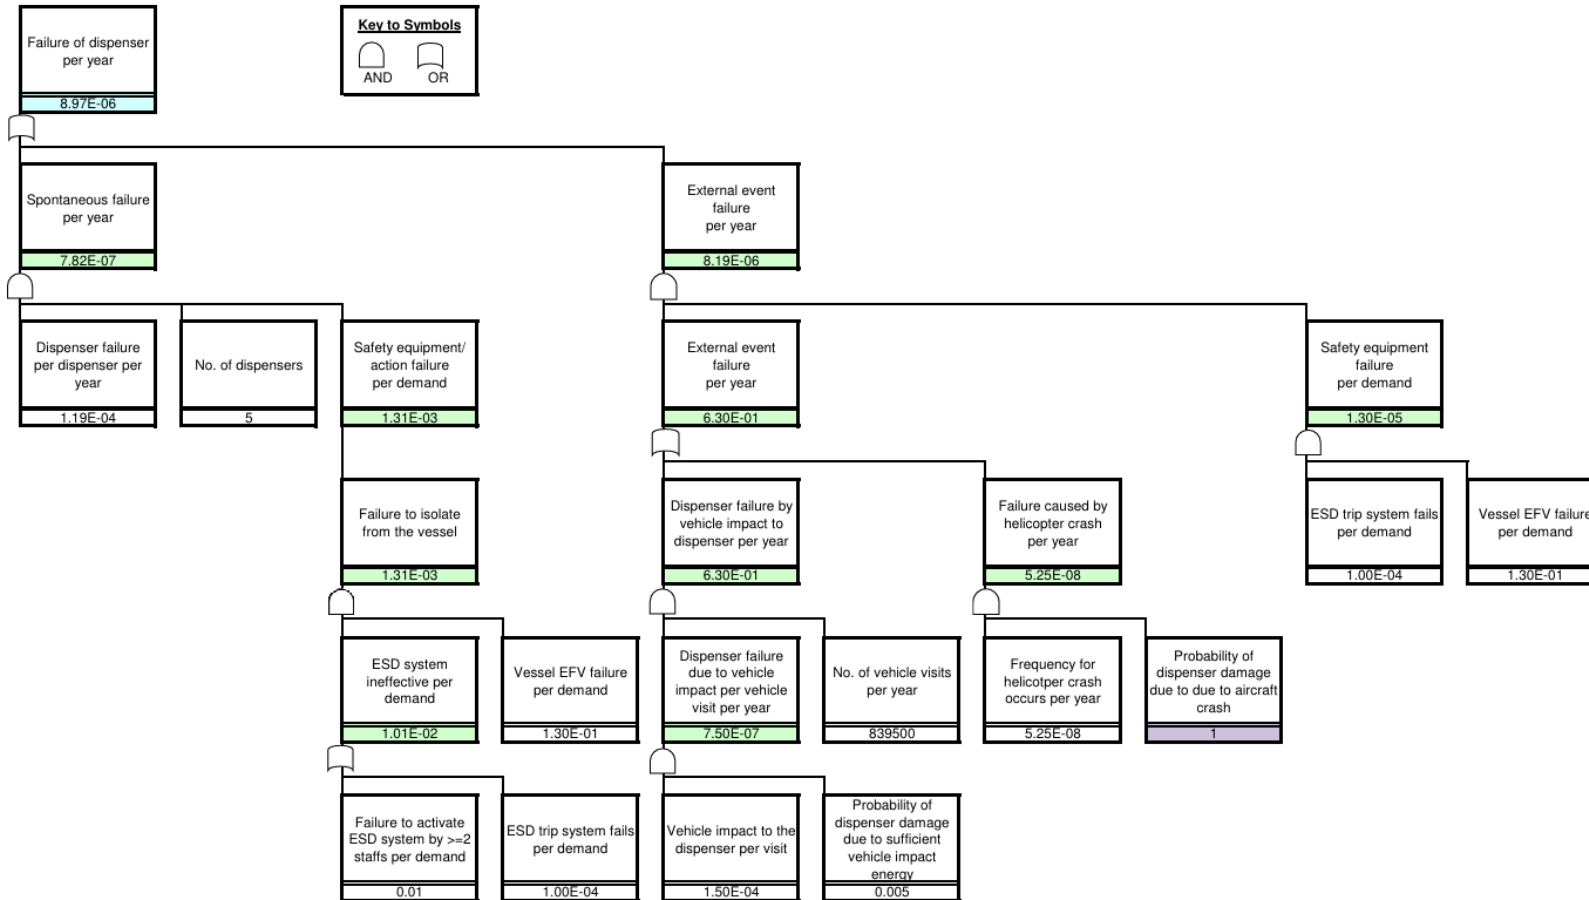 Failure of dispenser
per year
8.97E-06
Key to Symbols
AND OR
Spontaneous failure
per year
7.82E-07
External event
failure
per year
8.19E-06
Dispenser failure
per dispenser per
year
1.19E-04
No. of dispensers
5
Safety equipment/
action failure
per demand
1.31E-03
External event
failure
per year
6.30E-01
Safety equipment
failure
per demand
1.30E-05
Failure to isolate
from the vessel
1.31E-03
Dispenser failure by
vehicle impact to
dispenser per year
6.30E-01
Failure caused by
helicopter crash
per year
5.25E-08
ESD trip system fails
per demand
1.00E-04
Vessel EFV failure
per demand
1.30E-01
ESD system
ineffective per
demand
1.01E-02
Vessel EFV failure
per demand
1.30E-01
Dispenser failure
due to vehicle
impact per vehicle
visit per year
7.50E-07
No. of vehicle visits
per year
839500
Frequency for
helicotper crash
occurs per year
5.25E-08
Probability of
dispenser damage
due to due to aircraft
crash
1
Failure to activate
ESD system by >=2
staffs per demand
0.01
ESD trip system fails
per demand
1.00E-04
Vehicle impact to the
dispenser per visit
1.50E-04
Probability of
dispenser damage
due to sufficient
vehicle impact
energy
0.005